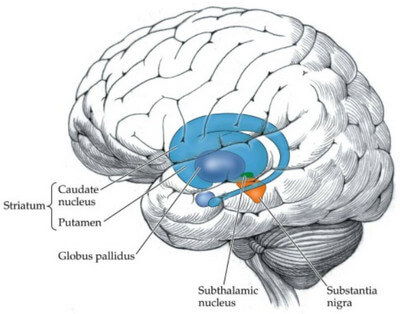 Striatum
Caudate
nucleus
Putamen
Globus pallidus
Subthalamic
nucleus
Substantia
nigra